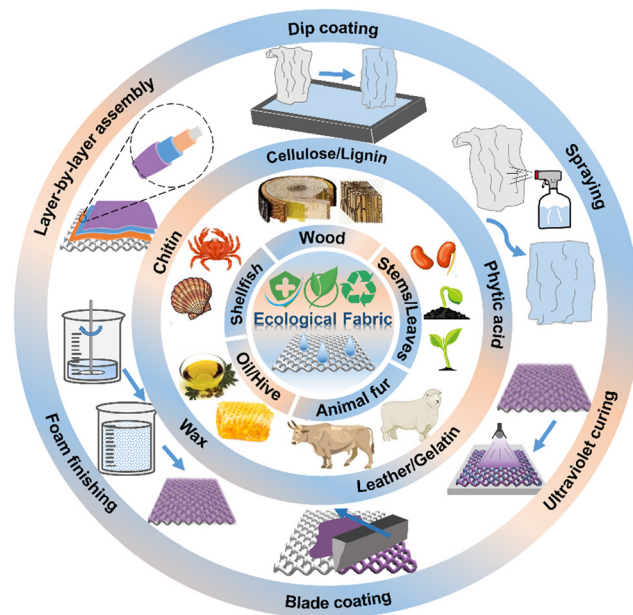 Dip coating
Layer-by-layer assembly
Spraying
Cellulose/Lignin
Chitin
Phytic acid
Wood
Shellfish
Stems/Leaves
Ecological Fabric
Oil/Hive
Animal fur
Wax
Leather/Gelatin
Foam finishing
Ultraviolet curing
Blade coating